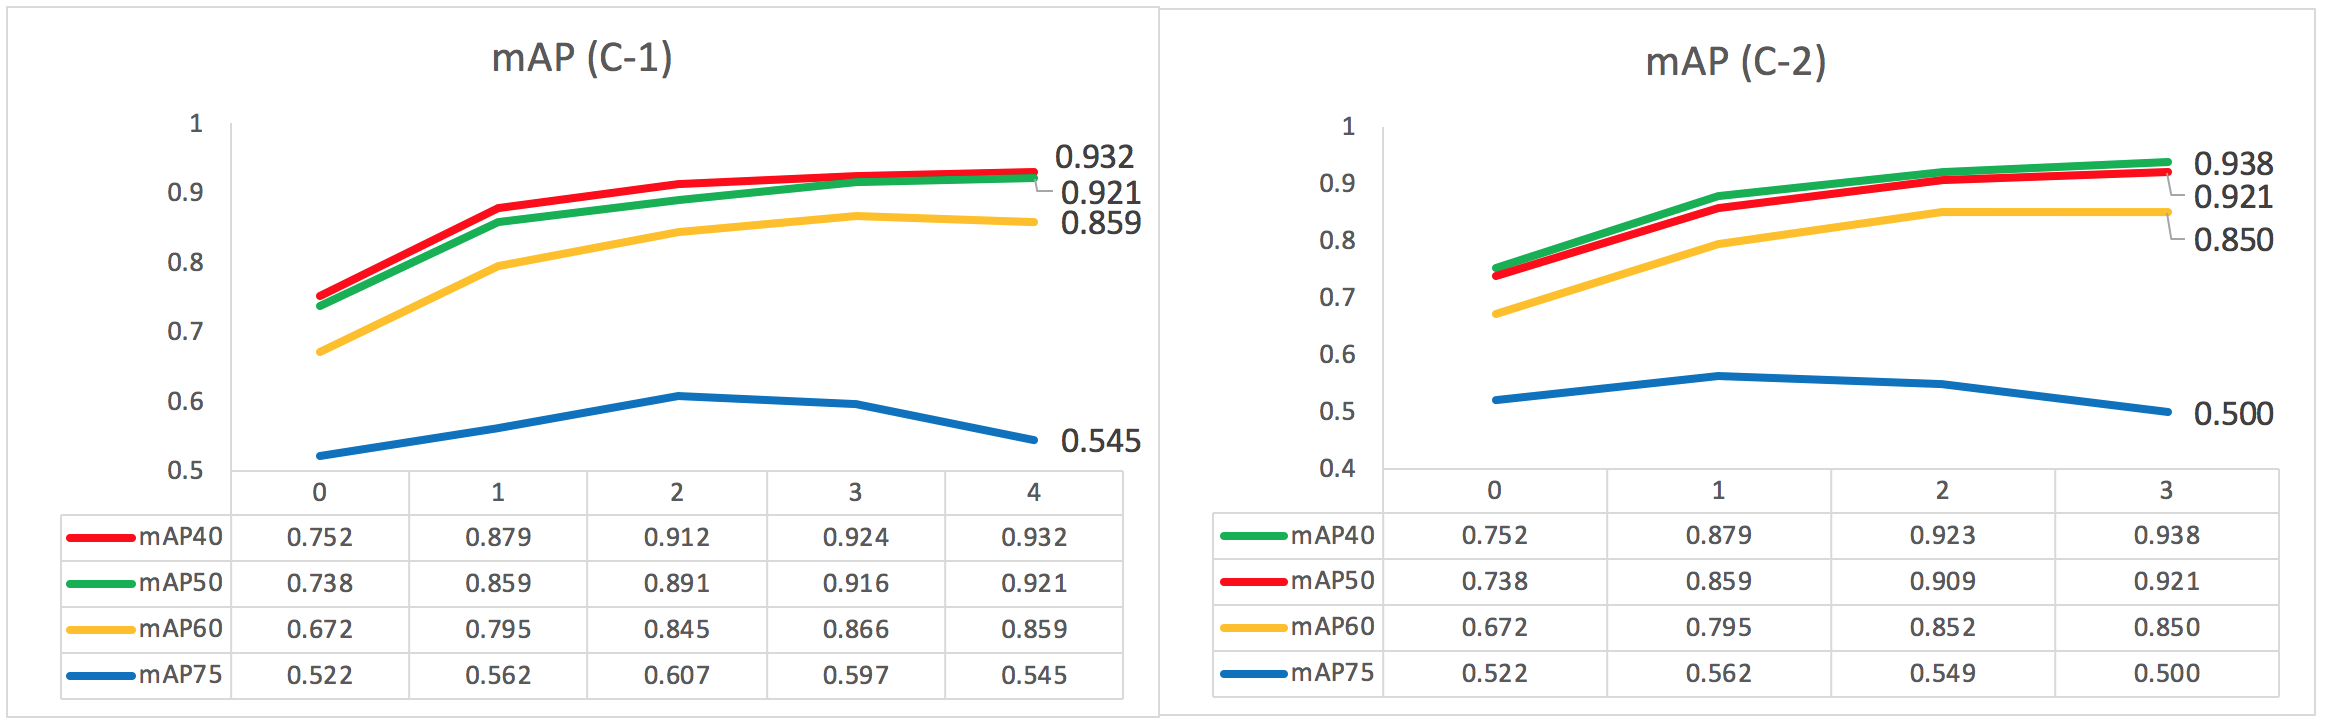 mAP (C-1)
1
0.9
0.8
0.7
0.6
0.5
0.932
0.921
0.859
0.545
0 1 2 3 4
mAP40 0.752 0.879 0.912 0.924 0.932
mAP50 0.738 0.859 0.891 0.916 0.921
mAP60 0.672 0.795 0.845 0.866 0.859
mAP75 0.522 0.562 0.607 0.597 0.545
mAP (C-2)
1
0.9
0.8
0.7
0.6
0.5
0.4
0.938
0.921
0.850
0.500
0 1 2 3
mAP40 0.752 0.879 0.923 0.938
mAP50 0.738 0.859 0.909 0.921
mAP60 0.672 0.795 0.852 0.850
mAP75 0.522 0.562 0.549 0.500